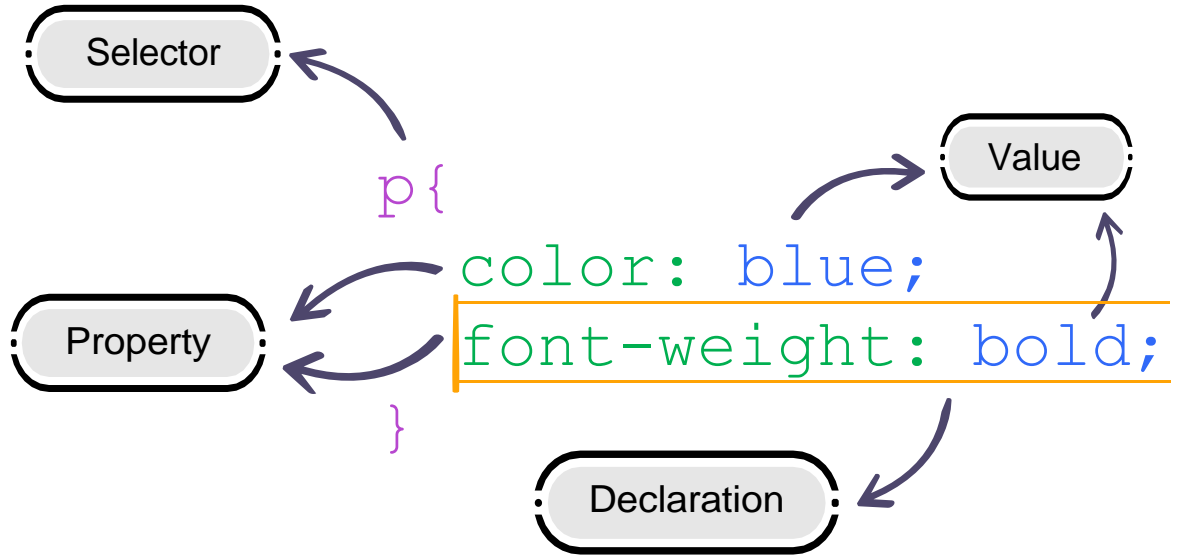 Selector
Value
p{
color: blue;
Property
font-weight: bold;
}
Declaration